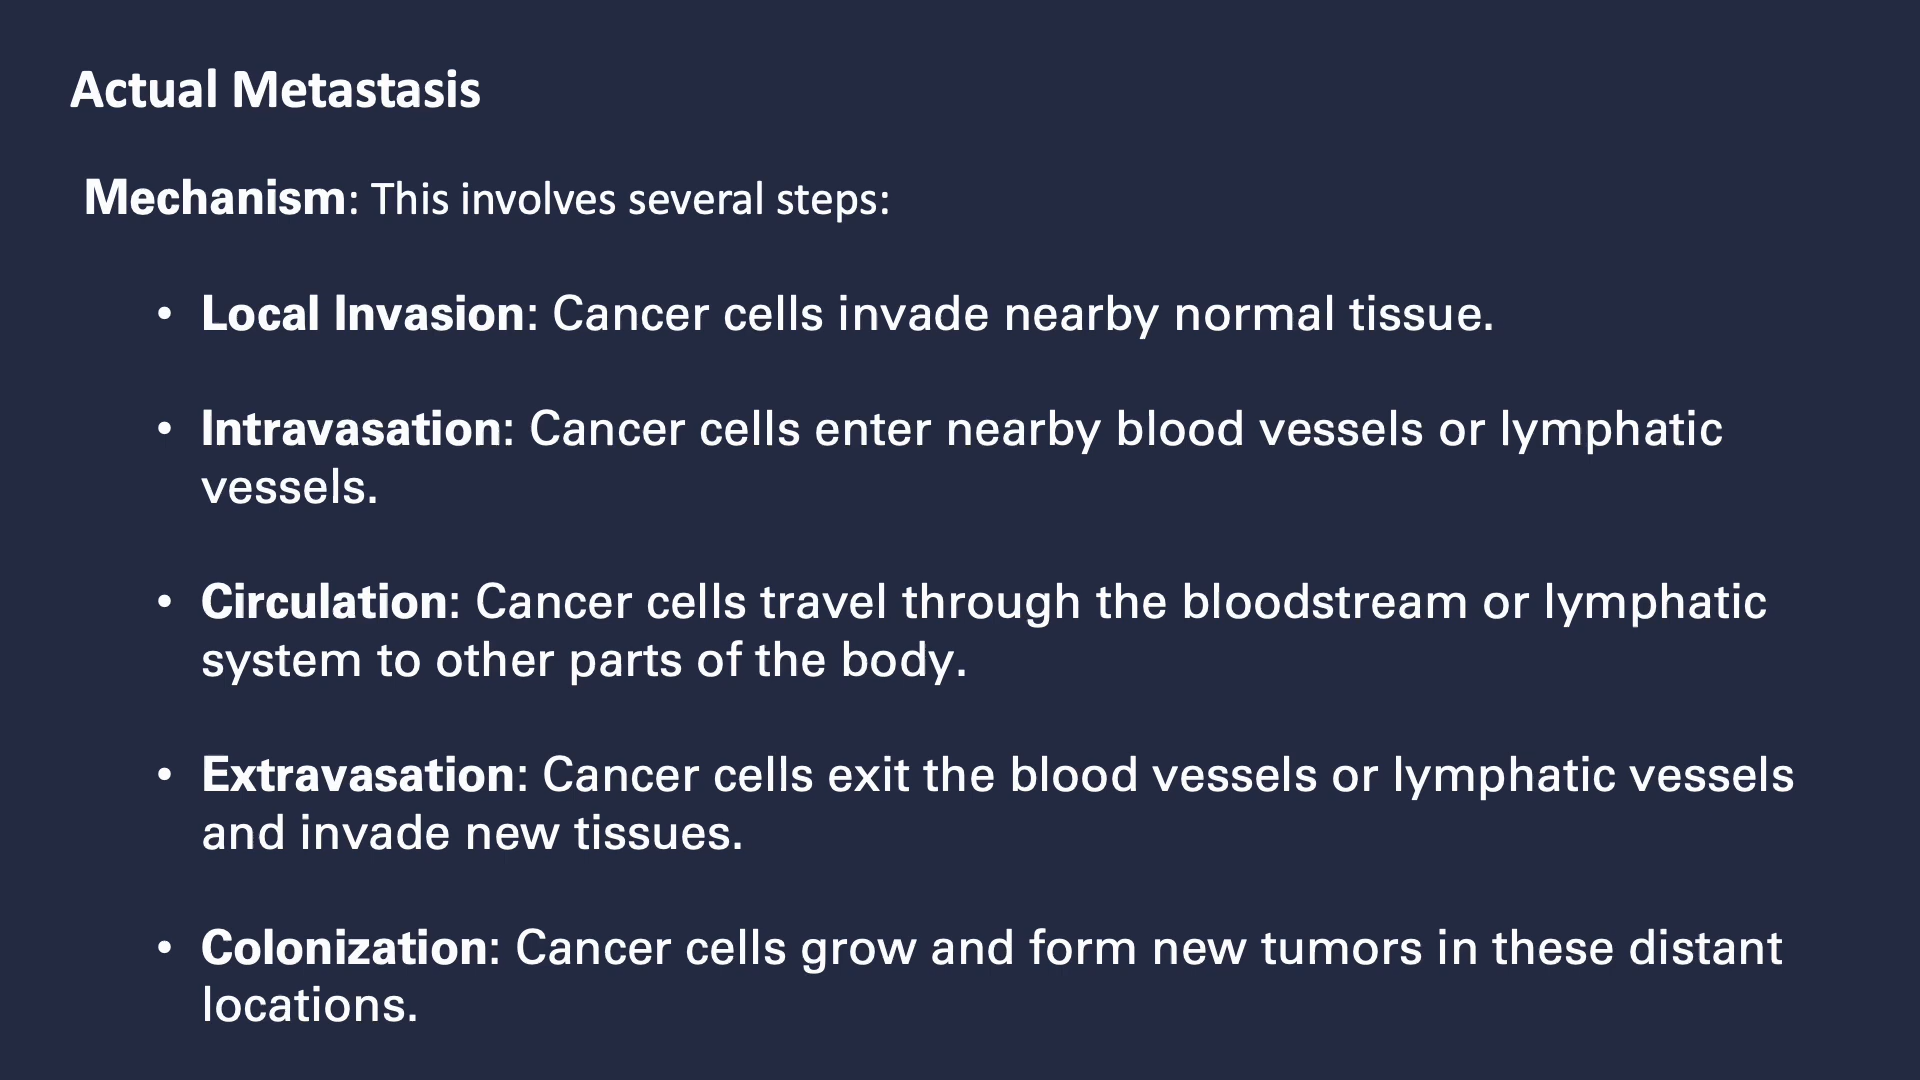 Actual Metastasis
Mechanism: This involves several steps:
• Local Invasion: Cancer cells invade nearby normal tissue.
• Intravasation: Cancer cells enter nearby blood vessels or lymphatic
vessels.
• Circulation: Cancer cells travel through the bloodstream or lymphatic
system to other parts of the body.
• Extravasation: Cancer cells exit the blood vessels or lymphatic vessels
and invade new tissues.
• Colonization: Cancer cells grow and form new tumors in these distant
locations.